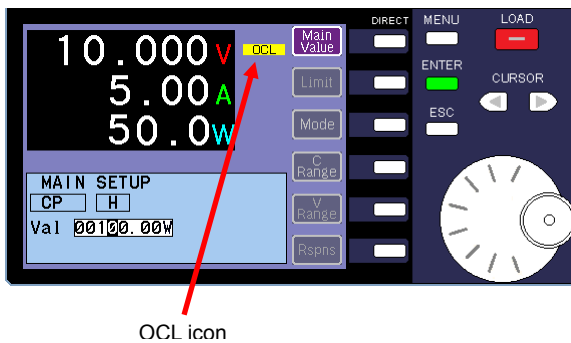 10.000V
5.00A
50.0W
OCL
Main Value
Limit
Mode
C Range
V Range
Rspns
MAIN SETUP
CP H
Val 00100.00W
DIRECT
MENU
LOAD
ENTER
CURSOR
ESC
OCL icon